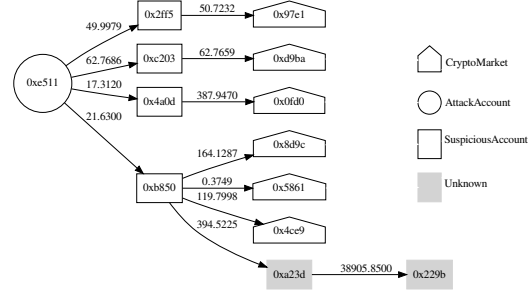 49.9979
0x2ff5
50.7232
0x97e1
62.7686
0xc203
62.7659
0xd9ba
0xe511
17.3120
0x4a0d
387.9470
0x0fd0
21.6300
0xb850
164.1287
0x8d9c
0.3749
0x5861
119.7998
0x4ce9
394.5225
0xa23d
38905.8500
0x229b
CryptoMarket
AttackAccount
SuspiciousAccount
Unknown